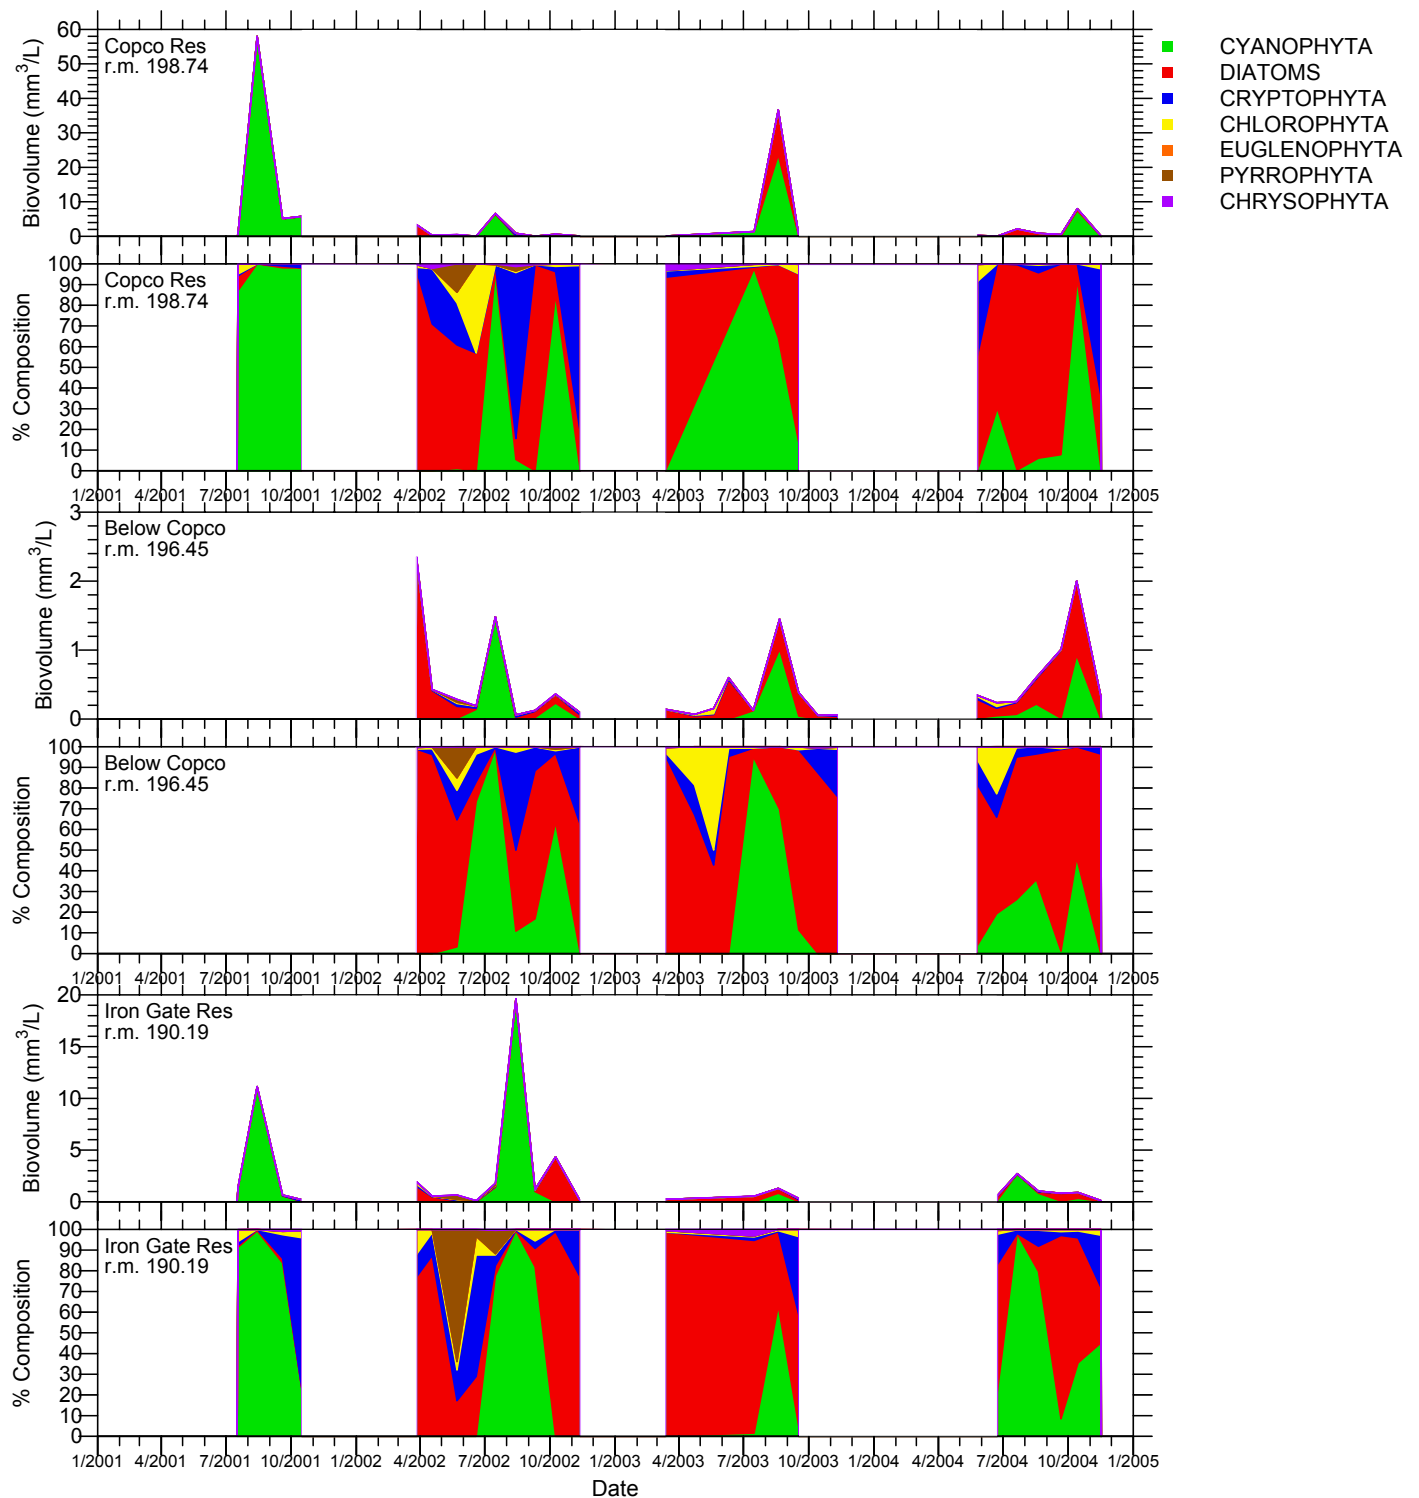 Copco Res
r.m. 198.74
Biovolume (mm³/L)
60
50
40
30
20
10
0
CYANOPHYTA
DIATOMS
CRYPTOPHYTA
CHLOROPHYTA
EUGLENOPHYTA
PYRROPHYTA
CHRYSOPHYTA
Copco Res
r.m. 198.74
% Composition
100
90
80
70
60
50
40
30
20
10
0
1/2001 4/2001 7/2001 10/2001 1/2002 4/2002 7/2002 10/2002 1/2003 4/2003 7/2003 10/2003 1/2004 4/2004 7/2004 10/2004 1/2005
Below Copco
r.m. 196.45
Biovolume (mm³/L)
3
2
1
0
Below Copco
r.m. 196.45
% Composition
100
90
80
70
60
50
40
30
20
10
0
1/2001 4/2001 7/2001 10/2001 1/2002 4/2002 7/2002 10/2002 1/2003 4/2003 7/2003 10/2003 1/2004 4/2004 7/2004 10/2004 1/2005
Iron Gate Res
r.m. 190.19
Biovolume (mm³/L)
20
15
10
5
0
Iron Gate Res
r.m. 190.19
% Composition
100
90
80
70
60
50
40
30
20
10
0
1/2001 4/2001 7/2001 10/2001 1/2002 4/2002 7/2002 10/2002 1/2003 4/2003 7/2003 10/2003 1/2004 4/2004 7/2004 10/2004 1/2005
Date